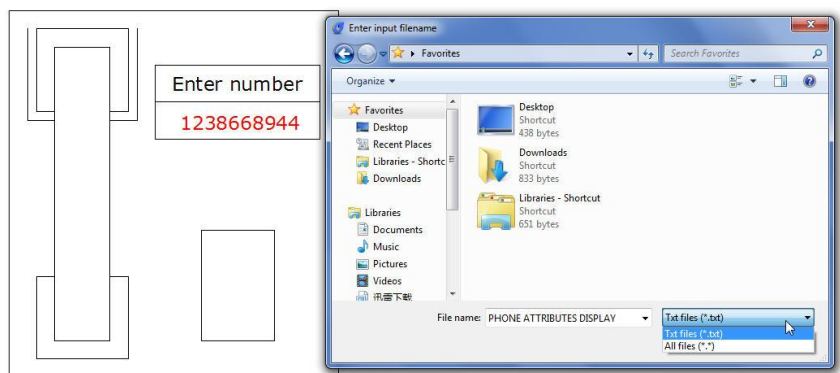 Enter number
1238668944
Enter input filename
Favorites
Search Favorites
Organize
Favorites
Desktop
Recent Places
Libraries - Shortc
Downloads
Libraries
Documents
Music
Pictures
Videos
迅雷下载
Desktop
Shortcut
438 bytes
Downloads
Shortcut
833 bytes
Libraries - Shortcut
Shortcut
651 bytes
File name: PHONE ATTRIBUTES DISPLAY
Txt files (*.txt)
Txt files (*.txt)
All files (*.*)